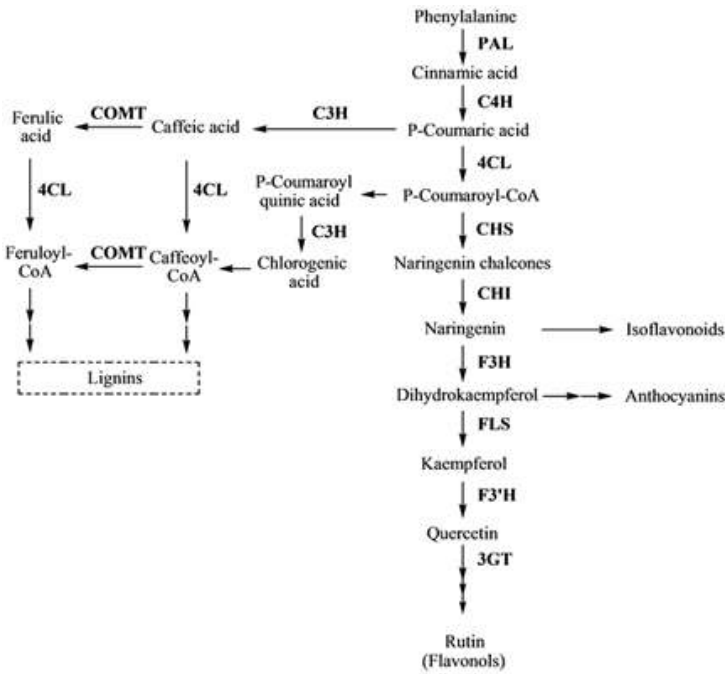 Phenylalanine
PAL
Cinnamic acid
C4H
Ferulic
acid
COMT
Caffeic acid
C3H
P-Coumaric acid
4CL
4CL
4CL
P-Coumaroyl
quinic acid
P-Coumaroyl-CoA
C3H
CHS
Feruloyl-
CoA
COMT
Caffeoyl-
CoA
Chlorogenic
acid
Naringenin chalcones
CHI
Naringenin
Isoflavonoids
F3H
Lignins
Dihydrokaempferol
Anthocyanins
FLS
Kaempferol
F3'H
Quercetin
3GT
Rutin
(Flavonols)